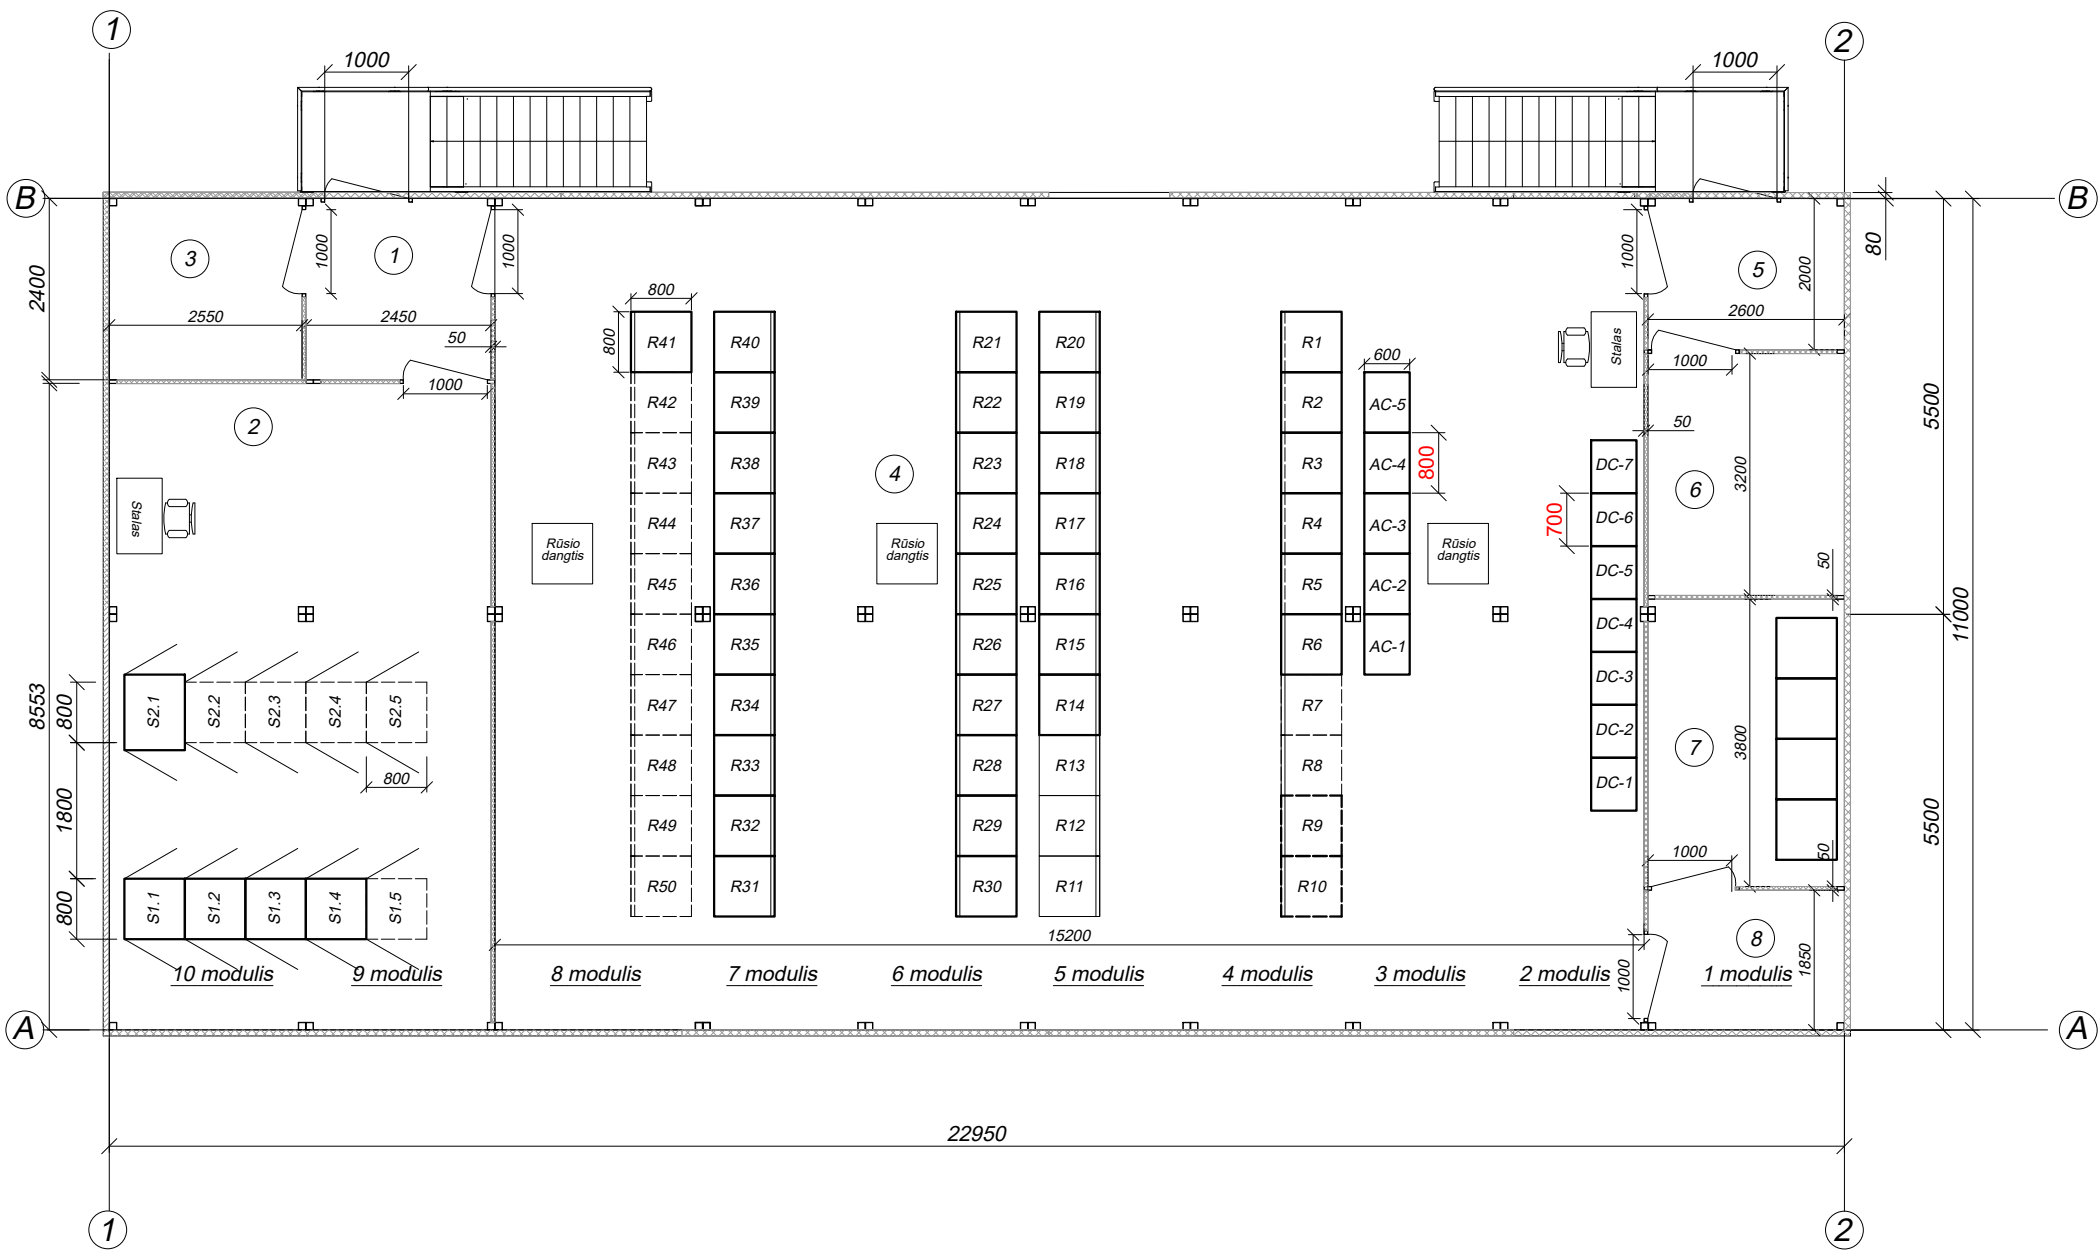 1
2
1000
1000
B
B
3
1
1000
1000
1000
5
2000
80
2400
2550
2450
50
800
800
2600
Stalas
1000
1000
R41
R42
R43
R44
R45
R46
R47
R48
R49
R50
R40
R39
R38
R37
R36
R35
R34
R33
R32
R31
R21
R22
R23
R24
R25
R26
R27
R28
R29
R30
R20
R19
R18
R17
R16
R15
R14
R13
R12
R11
R1
R2
R3
R4
R5
R6
R7
R8
R9
R10
600
AC-5
AC-4
AC-3
AC-2
AC-1
800
700
DC-7
DC-6
DC-5
DC-4
DC-3
DC-2
DC-1
2
4
50
3200
6
5500
11000
Stalas
Rūsio
dangtis
Rūsio
dangtis
Rūsio
dangtis
50
8553
800
1800
800
S2.1
S2.2
S2.3
S2.4
S2.5
800
S1.1
S1.2
S1.3
S1.4
S1.5
7
3800
5500
1000
50
15200
8
1850
1000
10 modulis
9 modulis
8 modulis
7 modulis
6 modulis
5 modulis
4 modulis
3 modulis
2 modulis
1 modulis
A
A
22950
1
2